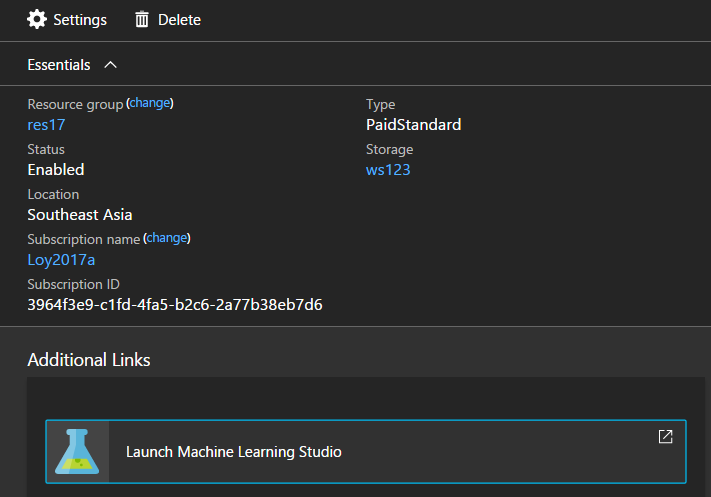 Settings Delete
Essentials
Resource group (change)
res17
Type
PaidStandard
Status
Enabled
Storage
ws123
Location
Southeast Asia
Subscription name (change)
Loy2017a
Subscription ID
3964f3e9-c1fd-4fa5-b2c6-2a77b38eb7d6
Additional Links
Launch Machine Learning Studio